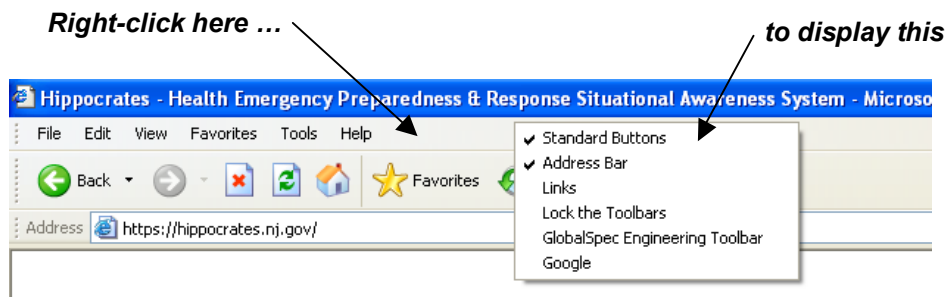 Right-click here …
to display this
Hippocrates - Health Emergency Preparedness & Response Situational Awareness System - Microso
File Edit View Favorites Tools Help
Standard Buttons
Address Bar
Links
Lock the Toolbars
GlobalSpec Engineering Toolbar
Google
Back
Favorites
Address https://hippocrates.nj.gov/